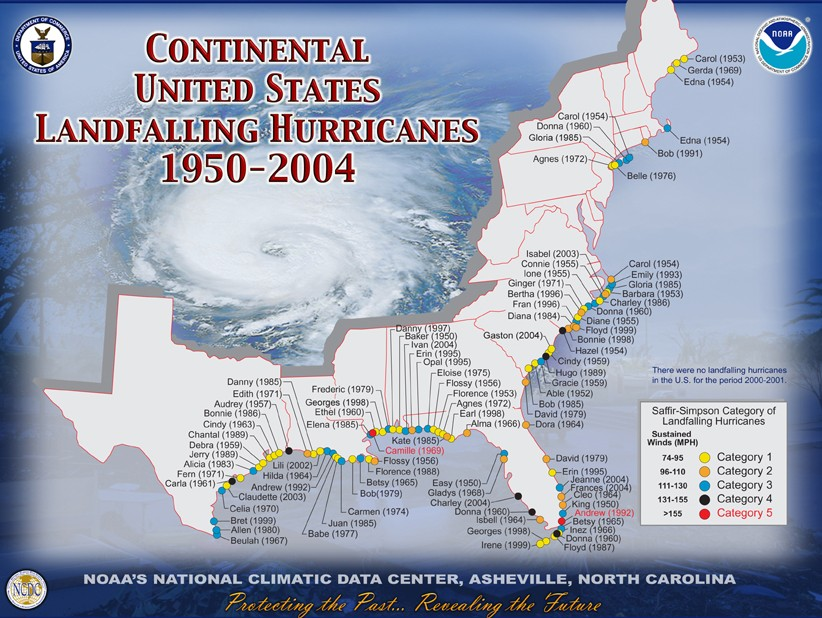 DEPARTMENT OF COMMERCE
UNITED STATES OF AMERICA
NOAA
CONTINENTAL
UNITED STATES
LANDFALLING HURRICANES
1950-2004
Carol (1953)
Gerda (1969)
Edna (1954)
Carol (1954)
Donna (1960)
Gloria (1985)
Agnes (1972)
Edna (1954)
Bob (1991)
Belle (1976)
Isabel (2003)
Connie (1955)
Ione (1955)
Ginger (1971)
Bertha (1996)
Fran (1996)
Diana (1984)
Gaston (2004)
Carol (1954)
Emily (1993)
Gloria (1985)
Barbara (1953)
Charley (1986)
Donna (1960)
Diane (1955)
Floyd (1999)
Bonnie (1998)
Hazel (1954)
Cindy (1959)
Hugo (1989)
Gracie (1959)
Able (1952)
Bob (1985)
David (1979)
Dora (1964)
Danny (1997)
Baker (1950)
Ivan (2004)
Erin (1995)
Opal (1995)
Eloise (1975)
Flossy (1956)
Florence (1953)
Agnes (1972)
Earl (1998)
Alma (1966)
Kate (1985)
Camille (1969)
Frederic (1979)
Georges (1998)
Ethel (1960)
Elena (1985)
Flossy (1956)
Florence (1988)
Betsy (1965)
Bob(1979)
Carmen (1974)
Juan (1985)
Babe (1977)
Danny (1985)
Edith (1971)
Audrey (1957)
Bonnie (1986)
Cindy (1963)
Chantal (1989)
Debra (1959)
Jerry (1989)
Alicia (1983)
Fern (1971)
Carla (1961)
Lili (2002)
Hilda (1964)
Andrew (1992)
Claudette (2003)
Celia (1970)
Bret (1999)
Allen (1980)
Beulah (1967)
Easy (1950)
Gladys (1968)
Charley (2004)
Donna (1960)
Isbell (1964)
Georges (1998)
Irene (1999)
David (1979)
Erin (1995)
Jeanne (2004)
Frances (2004)
Cleo (1964)
King (1950)
Andrew (1992)
Betsy (1965)
Inez (1966)
Donna (1960)
Floyd (1987)
There were no landfalling hurricanes
in the U.S. for the period 2000-2001.
Saffir-Simpson Category of
Landfalling Hurricanes
Sustained
Winds (MPH)
74-95 Category 1
96-110 Category 2
111-130 Category 3
131-155 Category 4
>155 Category 5
NCDC
NOAA'S NATIONAL CLIMATIC DATA CENTER, ASHEVILLE, NORTH CAROLINA
Protecting the Past... Revealing the Future